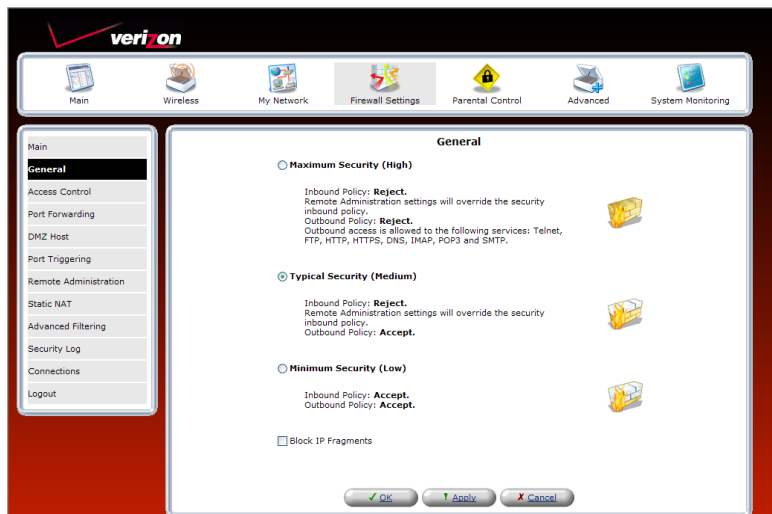 verizon
Main
Wireless
My Network
Firewall Settings
Parental Control
Advanced
System Monitoring
Main
General
Access Control
Port Forwarding
DMZ Host
Port Triggering
Remote Administration
Static NAT
Advanced Filtering
Security Log
Connections
Logout
General
Maximum Security (High)
Inbound Policy: Reject.
Remote Administration settings will override the security
inbound policy.
Outbound Policy: Reject.
Outbound access is allowed to the following services: Telnet,
FTP, HTTP, HTTPS, DNS, IMAP, POP3 and SMTP.
Typical Security (Medium)
Inbound Policy: Reject.
Remote Administration settings will override the security
inbound policy.
Outbound Policy: Accept.
Minimum Security (Low)
Inbound Policy: Accept.
Outbound Policy: Accept.
Block IP Fragments
OK
Apply
Cancel